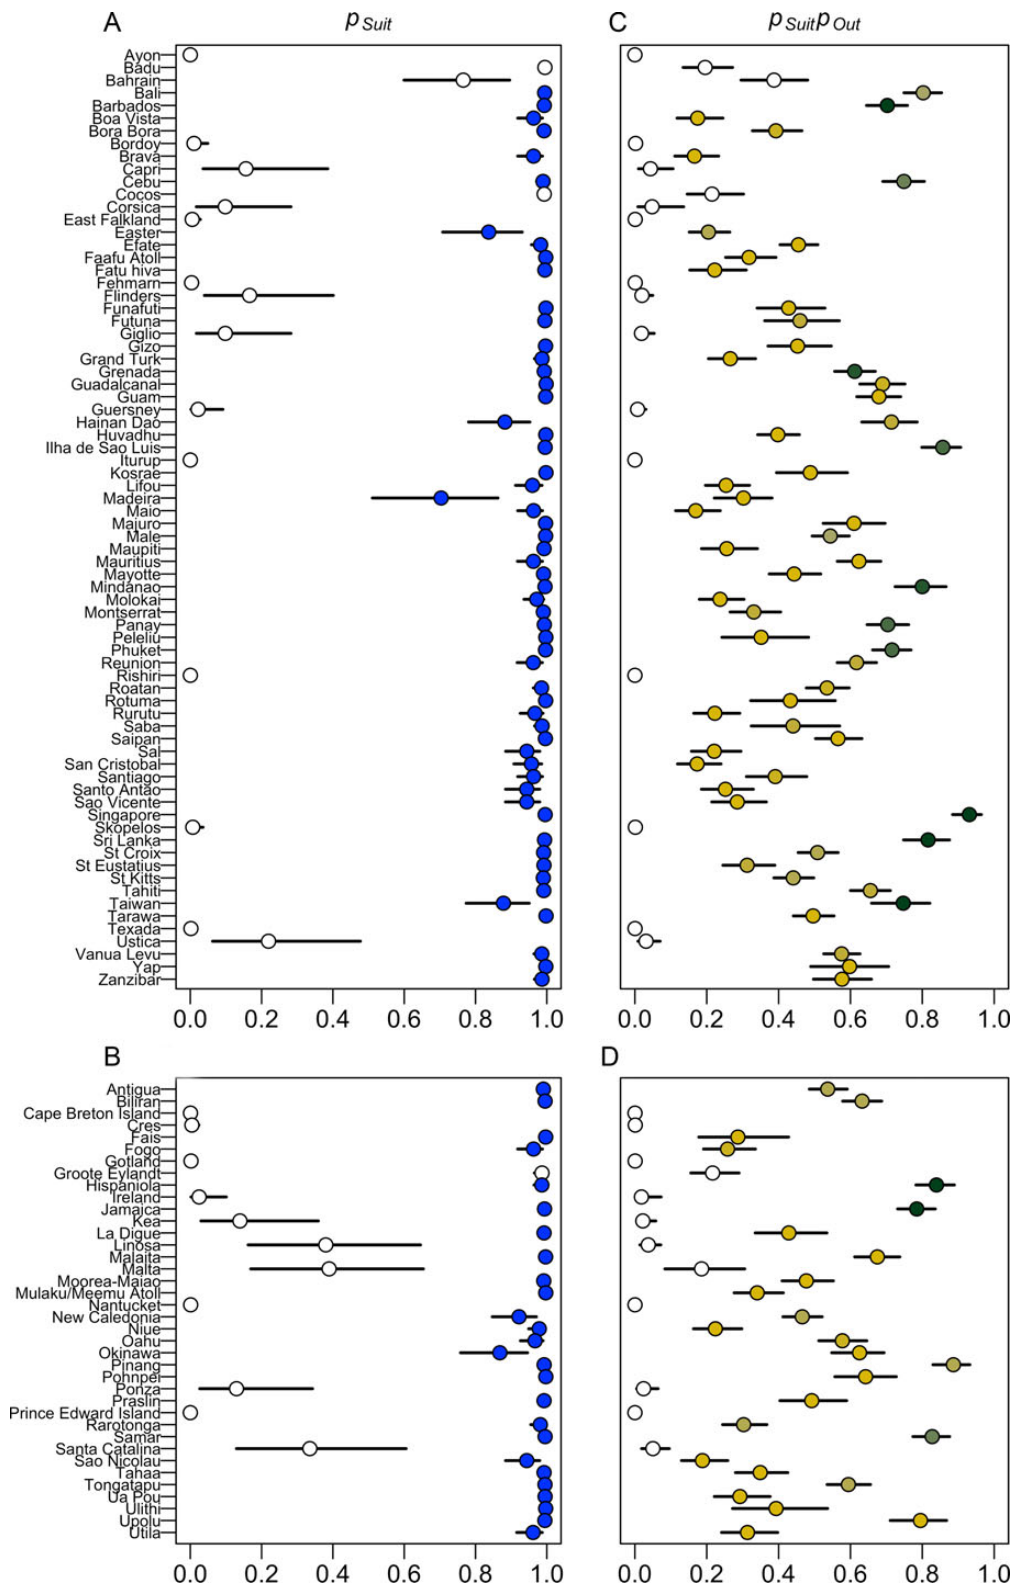 A
p Suit
C
p Suit p Out
Ayon
Badu
Bahrain
Bali
Barbados
Boa Vista
Bora Bora
Bordoy
Brava
Capri
Cebu
Cocos
Corsica
East Falkland
Easter
Efate
Faafu Atoll
Fatu hiva
Fehmarn
Flinders
Funafuti
Futuna
Giglio
Gizo
Grand Turk
Grenada
Guadalcanal
Guam
Guersney
Hainan Dao
Huvadhu
Ilha de Sao Luis
Iturup
Kosrae
Lifou
Madeira
Maio
Majuro
Male
Maupiti
Mauritius
Mayotte
Mindanao
Molokai
Montserrat
Panay
Peleliu
Phuket
Reunion
Rishiri
Roatan
Rotuma
Rurutu
Saba
Saipan
Sal
San Cristobal
Santiago
Santo Antao
Sao Vicente
Singapore
Skopelos
Sri Lanka
St Croix
St Eustatius
St Kitts
Tahiti
Taiwan
Tarawa
Texada
Ustica
Vanua Levu
Yap
Zanzibar
0.0 0.2 0.4 0.6 0.8 1.0
0.0 0.2 0.4 0.6 0.8 1.0
B
D
Antigua
Biliran
Cape Breton Island
Cres
Fais
Fogo
Gotland
Groote Eylandt
Hispaniola
Ireland
Jamaica
Kea
La Digue
Linosa
Malaita
Malta
Moorea-Maiao
Mulaku/Meemu Atoll
Nantucket
New Caledonia
Niue
Oahu
Okinawa
Pinang
Pohnpei
Ponza
Praslin
Prince Edward Island
Rarotonga
Samar
Santa Catalina
Sao Nicolau
Tahaa
Tongatapu
Ua Pou
Ulithi
Upolu
Utila
0.0 0.2 0.4 0.6 0.8 1.0
0.0 0.2 0.4 0.6 0.8 1.0